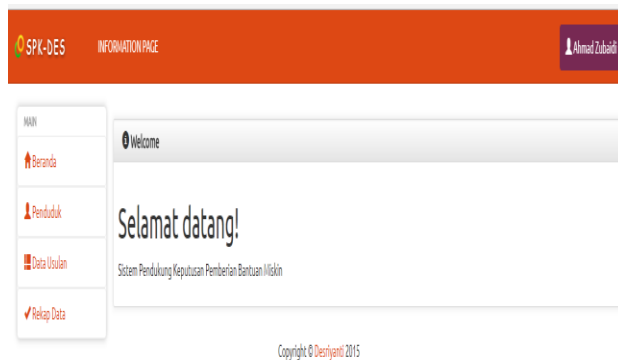 SPK-DES INFORMATION PAGE Ahmad Zubaidi
MAIN
Beranda
Penduduk
Data Usulan
Rekap Data
Welcome
Selamat datang!
Sistem Pendukung Keputusan Pemberian Bantuan Miskin
Copyright © Desriyanti 2015